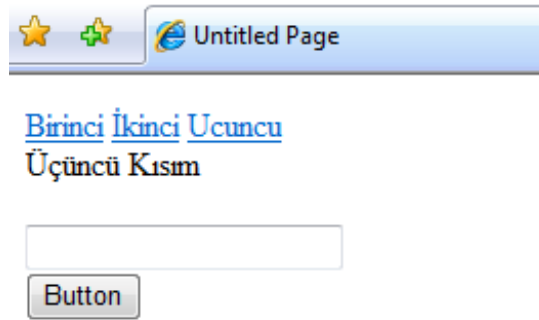 Untitled Page
Birinci İkinci Ucuncu
Üçüncü Kısım
Button